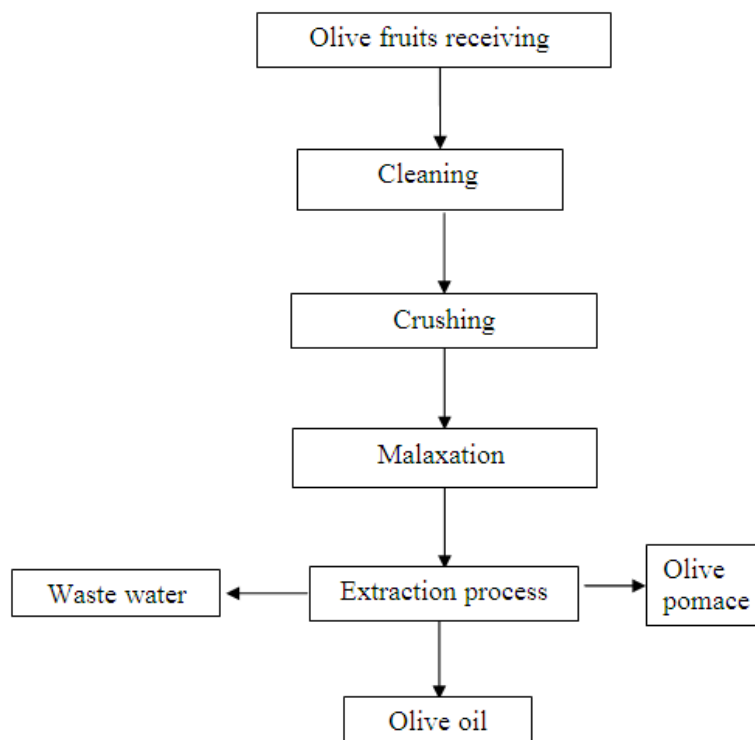 Olive fruits receiving
Cleaning
Crushing
Malaxation
Waste water
Extraction process
Olive
pomace
Olive oil